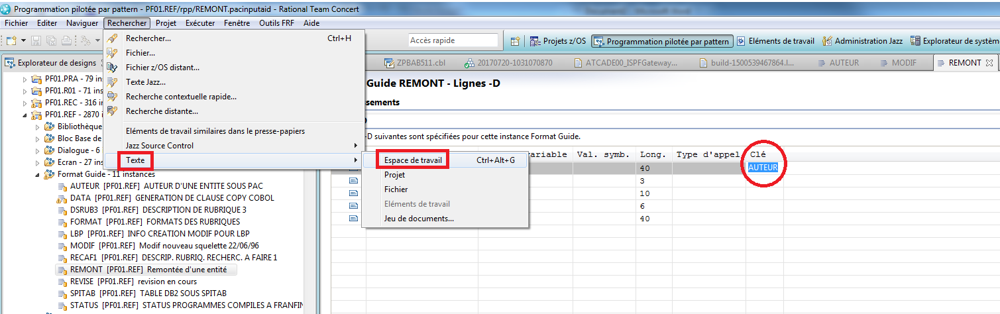 Programmation pilotée par pattern - PF01.REF/rpp/REMONT.pacinputaid - Rational Team Concert
Fichier Editer Naviguer Rechercher Projet Exécuter Fenêtre Outils FRF Aide
Accès rapide Projets z/OS Programmation pilotée par pattern Eléments de travail Administration Jazz Explorateur de systèm
Rechercher... Ctrl+H
Fichier...
Fichier z/OS distant...
Texte Jazz...
Recherche contextuelle rapide...
Recherche distante...
Eléments de travail similaires dans le presse-papiers
Jazz Source Control
Texte
Espace de travail Ctrl+Alt+G
Projet
Fichier
Eléments de travail
Jeu de documents...
Explorateur de designs
PF01.PRA - 79 in
PF01.R01 - 71 ins
PF01.REC - 316 in
PF01.REF - 2870 i
Bibliothèque
Bloc Base de
Dialogue - 6
Ecran - 27 ins
Format Guide - 11 instances
AUTEUR [PF01.REF] AUTEUR D'UNE ENTITE SOUS PAC
DATA [PF01.REF] GENERATION DE CLAUSE COPY COBOL
DSRUB3 [PF01.REF] DESCRIPTION DE RUBRIQUE 3
FORMAT [PF01.REF] FORMATS DES RUBRIQUES
LBP [PF01.REF] INFO CREATION MODIF POUR LBP
MODIF [PF01.REF] Modif nouveau squelette 22/06/96
RECAF1 [PF01.REF] DESCRIP. RUBRIQ. RECHERC. A FAIRE 1
REMONT [PF01.REF] Remontée d'une entité
REVISE [PF01.REF] revision en cours
SPITAB [PF01.REF] TABLE DB2 SOUS SPITAB
STATUS [PF01.REF] STATUS PROGRAMMES COMPILES A FRANFIN
ZPBAB511.cbl 20170720-1031070870 ATCADE00_ISPFGateway... build-1500539467864.l... AUTEUR MODIF REMONT
Guide REMONT - Lignes -D
sements
D
-D suivantes sont spécifiées pour cette instance Format Guide.
variable Val. symb. Long. Type d'appel Clé
40 AUTEUR
3
10
6
40